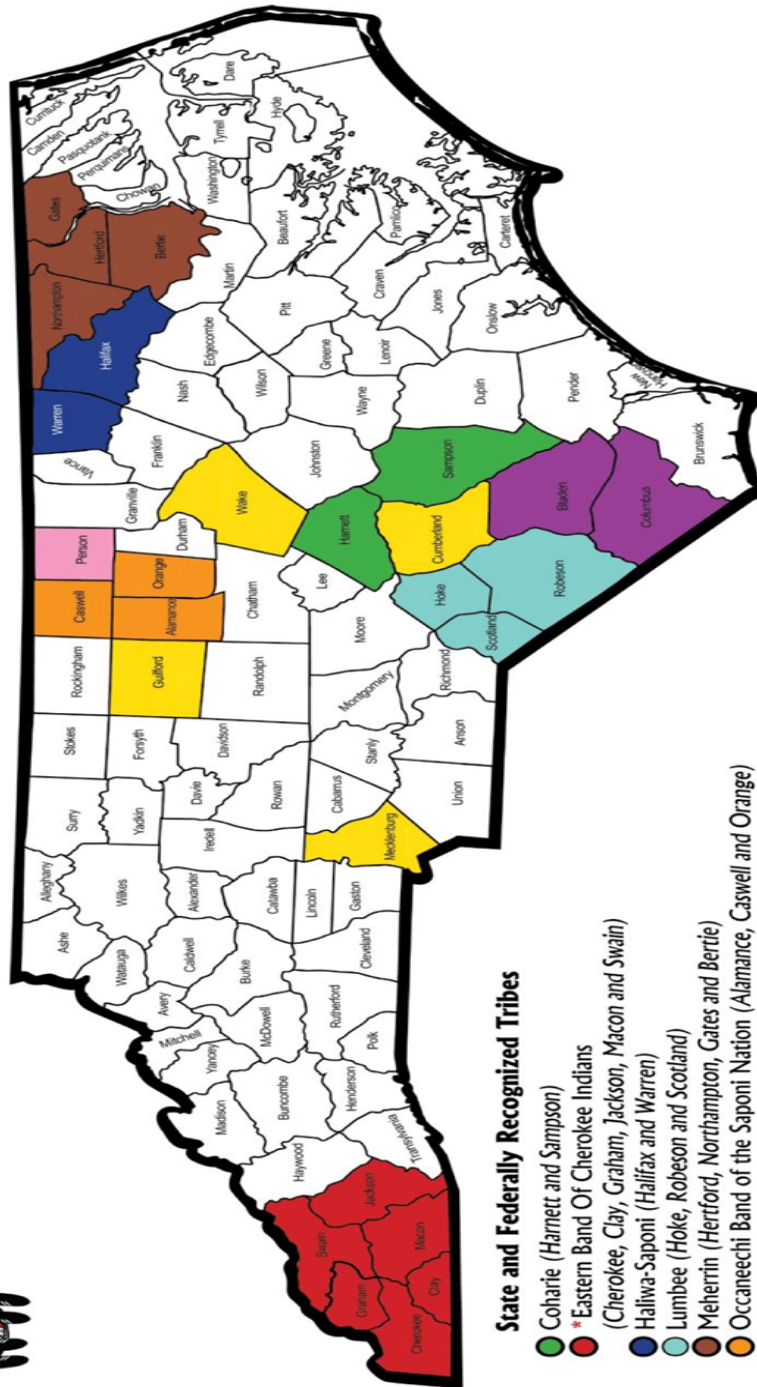 Currituck
Camden
Pasquotank
Perquimans
Chowan
Gates
Hertford
Northampton
Bertie
Halifax
Warren
Vance
Granville
Person
Caswell
Rockingham
Stokes
Surry
Alleghany
Ashe
Dare
Tyrrell
Washington
Martin
Edgecombe
Nash
Franklin
Wake
Durham
Orange
Alamance
Guilford
Forsyth
Yadkin
Wilkes
Watauga
Avery
Mitchell
Yancey
Madison
Hyde
Beaufort
Pitt
Wilson
Johnston
Chatham
Randolph
Davidson
Davie
Iredell
Alexander
Caldwell
Burke
McDowell
Buncombe
Haywood
Swain
Graham
Pamlico
Craven
Greene
Lenoir
Wayne
Harnett
Lee
Moore
Montgomery
Stanly
Rowan
Cabarrus
Catawba
Lincoln
Gaston
Cleveland
Rutherford
Polk
Henderson
Transylvania
Jackson
Macon
Clay
Cherokee
Carteret
Jones
Onslow
Duplin
Sampson
Cumberland
Hoke
Scotland
Richmond
Anson
Union
Mecklenburg
Pender
New
Hanover
Brunswick
Bladen
Columbus
Robeson
State and Federally Recognized Tribes
Coharie (Harnett and Sampson)
*Eastern Band Of Cherokee Indians
(Cherokee, Clay, Graham, Jackson, Macon and Swain)
Haliwa-Saponi (Halifax and Warren)
Lumbee (Hoke, Robeson and Scotland)
Meherrin (Hertford, Northampton, Gates and Bertie)
Occaneechi Band of the Saponi Nation (Alamance, Caswell and Orange)